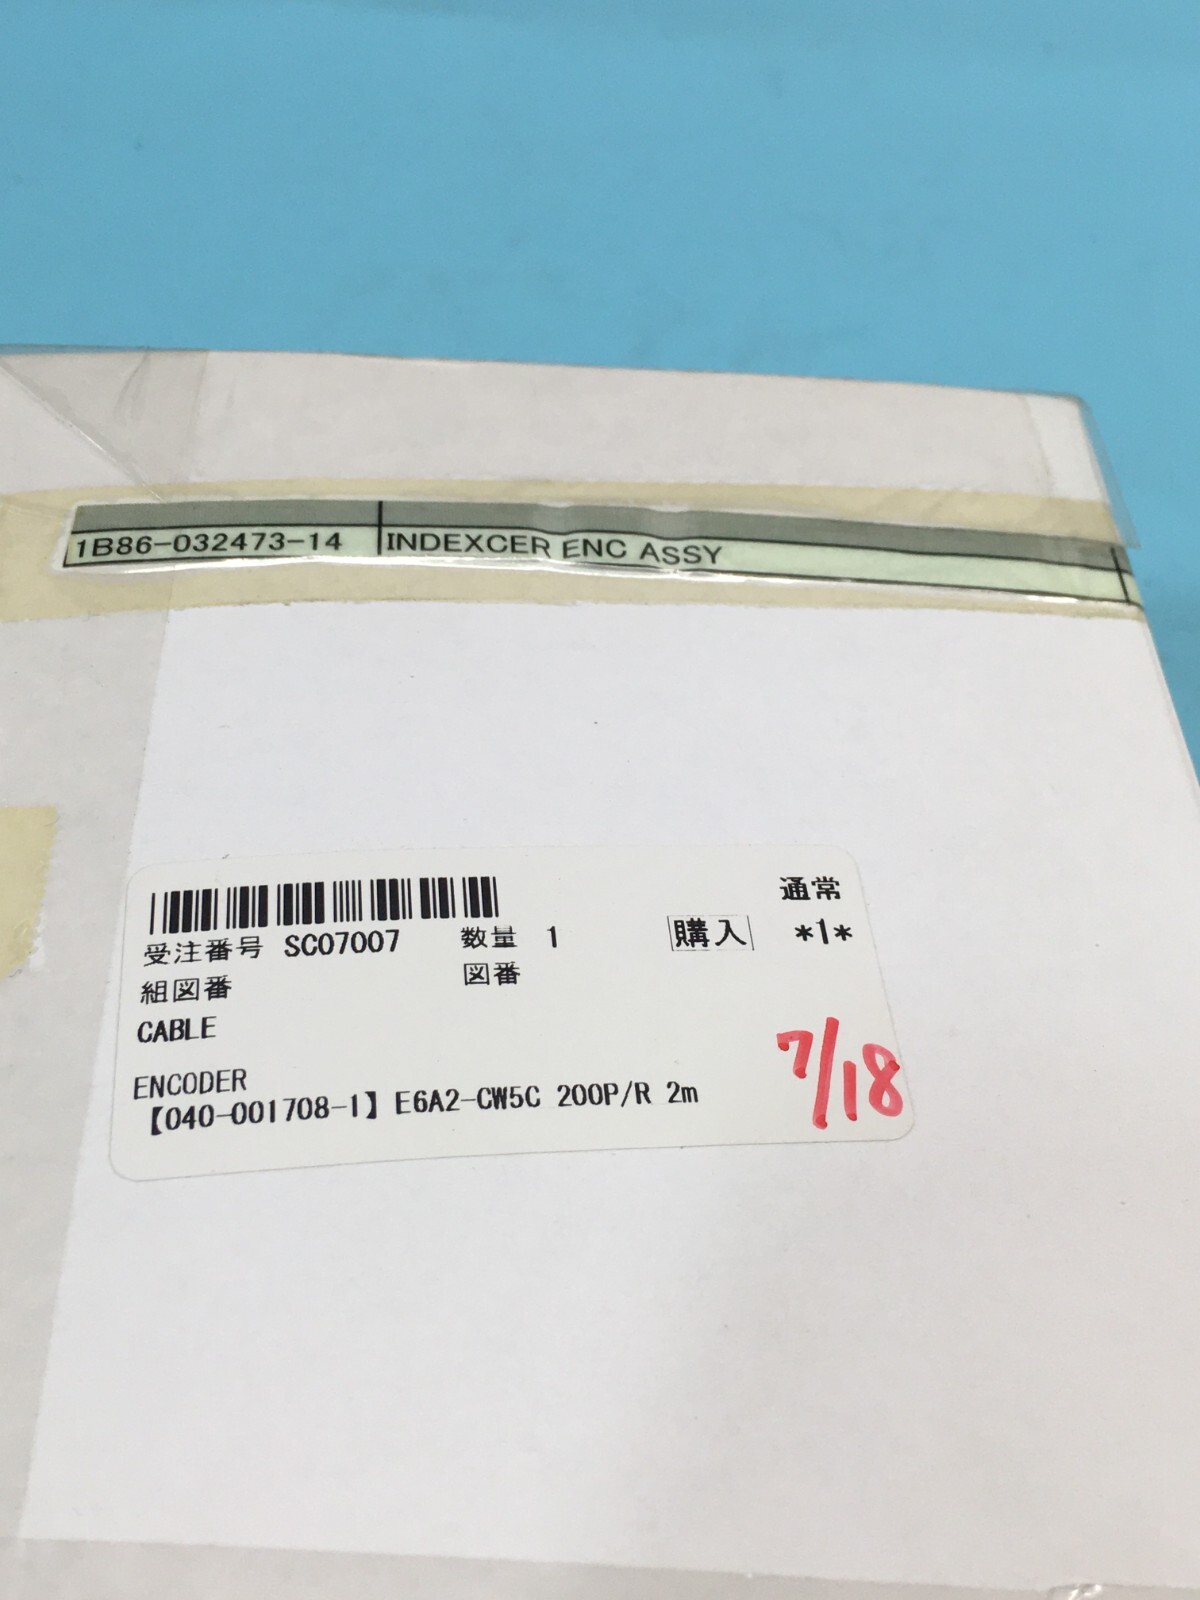 1B86-032473-14 INDEXCER ENC ASSY
通常
受注番号 SC07007 数量 1 購入 *1*
組図番 図番
CABLE
7/18
ENCODER
【040-001708-1】E6A2-CW5C 200P/R 2m